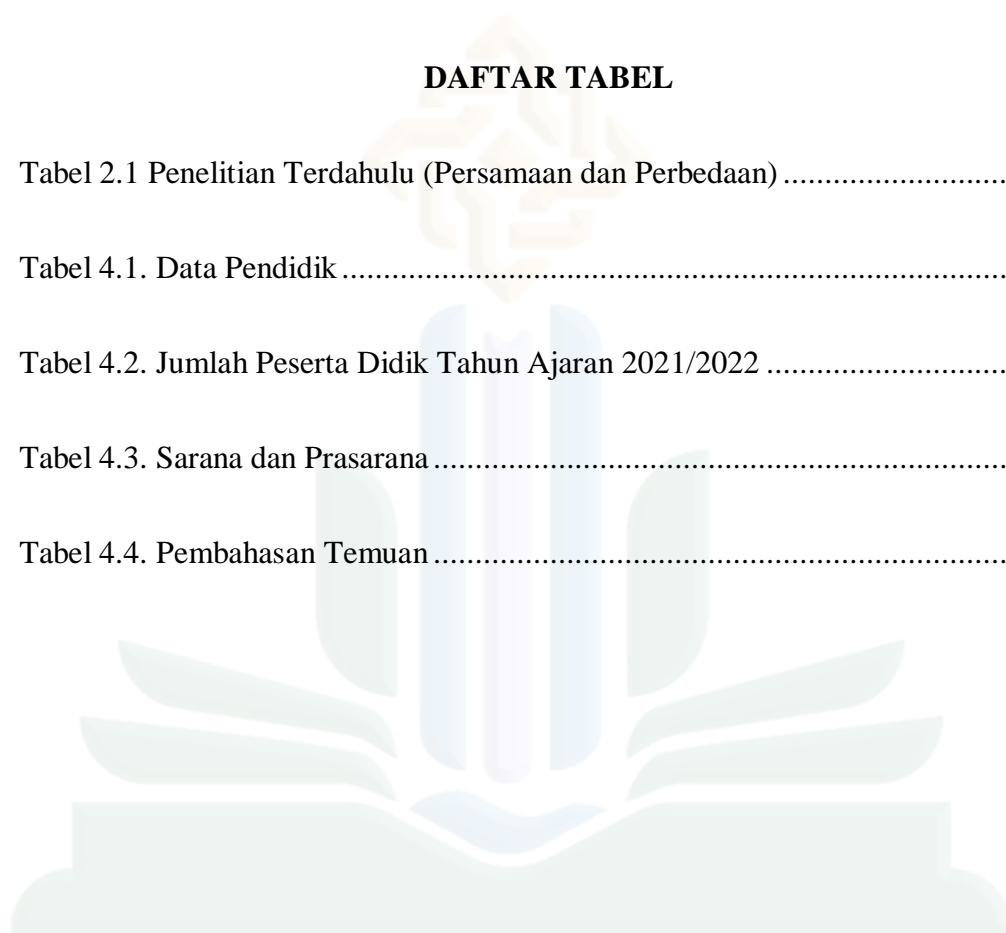 DAFTAR TABEL
Tabel 2.1 Penelitian Terdahulu (Persamaan dan Perbedaan) ...........................
Tabel 4.1. Data Pendidik ................................................................................
Tabel 4.2. Jumlah Peserta Didik Tahun Ajaran 2021/2022 .............................
Tabel 4.3. Sarana dan Prasarana .....................................................................
Tabel 4.4. Pembahasan Temuan .....................................................................